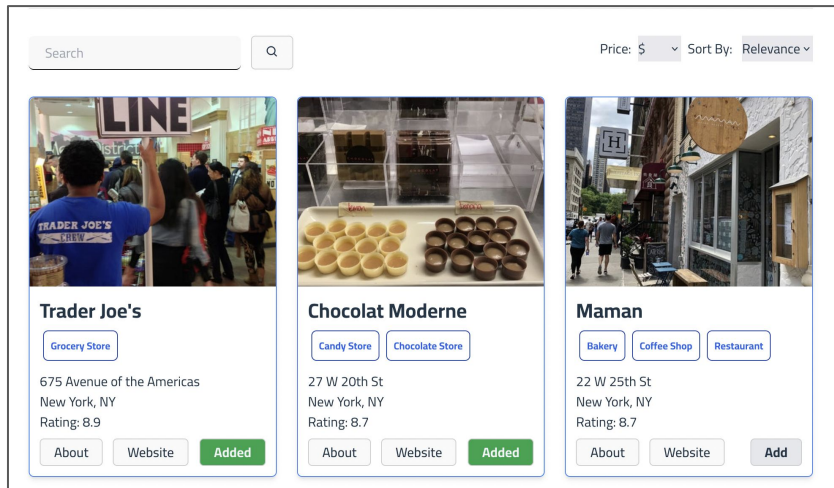 Search
Price: $ Sort By: Relevance
LINE
TRADER JOE'S
CREW
H
Trader Joe's
Grocery Store
675 Avenue of the Americas
New York, NY
Rating: 8.9
About Website Added
Chocolat Moderne
Candy Store Chocolate Store
27 W 20th St
New York, NY
Rating: 8.7
About Website Added
Maman
Bakery Coffee Shop Restaurant
22 W 25th St
New York, NY
Rating: 8.7
About Website Add